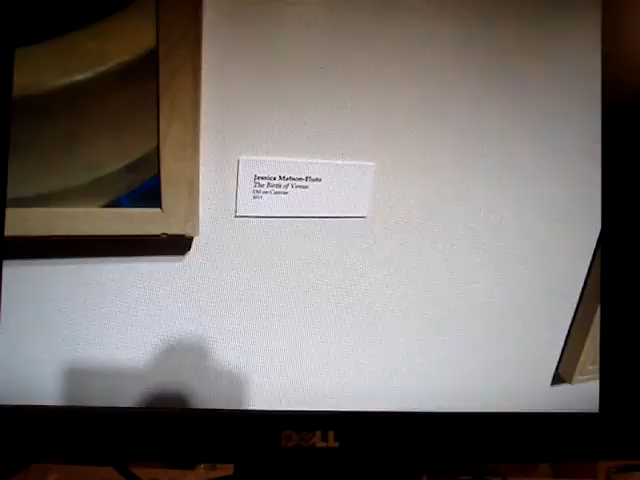 Jessica Matson-Fluto
The Birth of Venus
Oil on Canvas
DELL